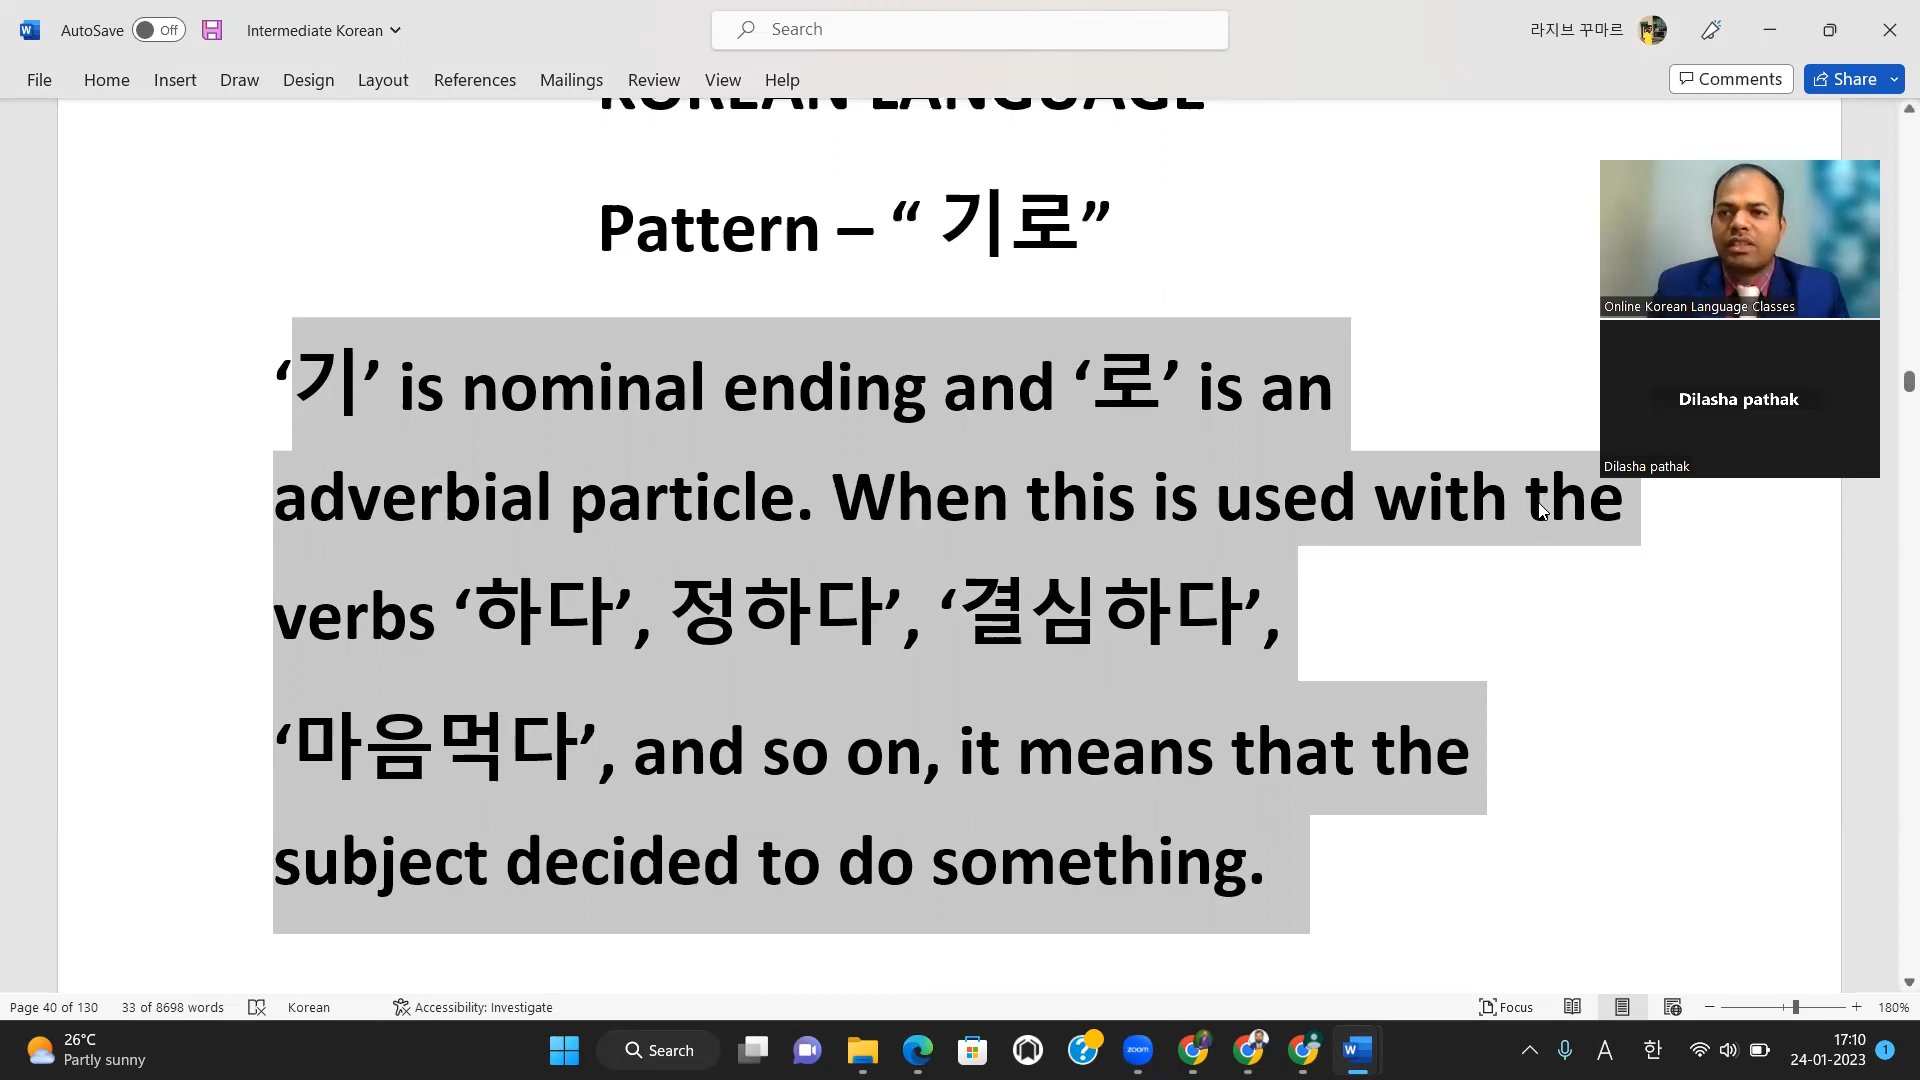 AutoSave Off Intermediate Korean Search 라지브 꾸마르
File Home Insert Draw Design Layout References Mailings Review View Help Comments Share
KOREAN LANGUAGE
Pattern – “ 기로”
‘기’ is nominal ending and ‘로’ is an
adverbial particle. When this is used with the
verbs ‘하다’, 정하다’, ‘결심하다’,
‘마음먹다’, and so on, it means that the
subject decided to do something.
Online Korean Language Classes
Dilasha pathak
Dilasha pathak
Page 40 of 130 33 of 8698 words Korean Accessibility: Investigate Focus 180%
26°C
Partly sunny
Search
zoom
A 한
17:10
24-01-2023
1